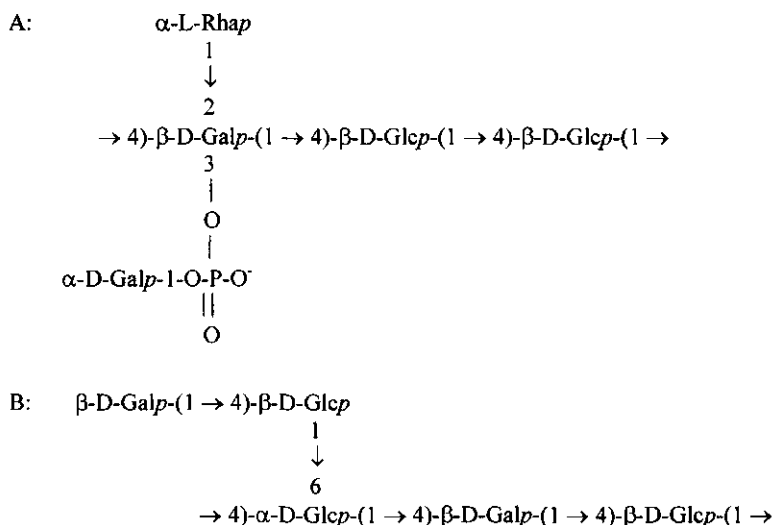 A: α-L-Rhap
1
↓
2
→ 4)-β-D-Galp-(1 → 4)-β-D-Glcp-(1 → 4)-β-D-Glcp-(1 →
3
|
O
|
α-D-Galp-1-O-P-O⁻
||
O
B: β-D-Galp-(1 → 4)-β-D-Glcp
1
↓
6
→ 4)-α-D-Glcp-(1 → 4)-β-D-Galp-(1 → 4)-β-D-Glcp-(1 →